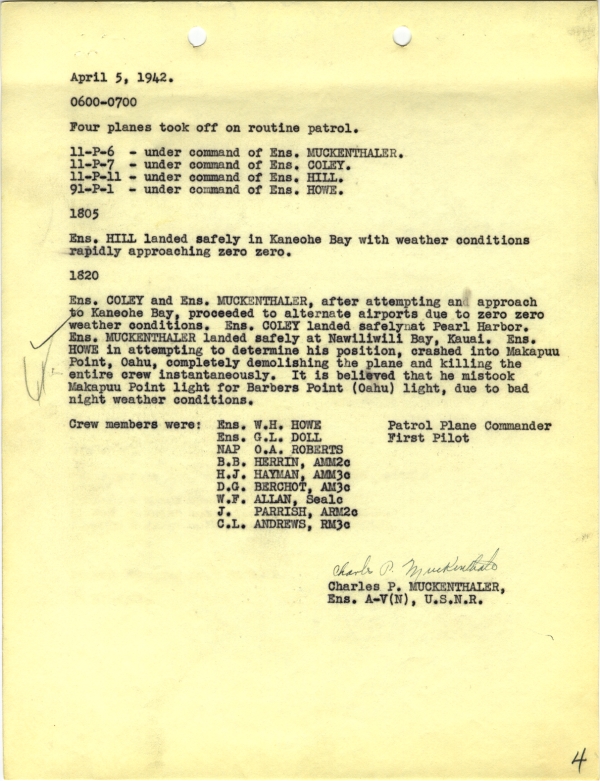 April 5, 1942.
0600-0700
Four planes took off on routine patrol.
11-P-6 - under command of Ens. MUCKENTHALER.
11-P-7 - under command of Ens. COLEY.
11-P-11 - under command of Ens. HILL.
91-P-1 - under command of Ens. HOWE.
1805
Ens. HILL landed safely in Kaneohe Bay with weather conditions
rapidly approaching zero zero.
1820
Ens. COLEY and Ens. MUCKENTHALER, after attempting and approach
to Kaneohe Bay, proceeded to alternate airports due to zero zero
weather conditions. Ens. COLEY landed safelynat Pearl Harbor.
Ens. MUCKENTHALER landed safely at Nawiliwili Bay, Kauai. Ens.
HOWE in attempting to determine his position, crashed into Makapuu
Point, Oahu, completely demolishing the plane and killing the
entire crew instantaneously. It is believed that he mistook
Makapuu Point light for Barbers Point (Oahu) light, due to bad
night weather conditions.
Crew members were: Ens. W.H. HOWE Patrol Plane Commander
Ens. G.L. DOLL First Pilot
NAP O.A. ROBERTS
B.B. HERRIN, AMM2c
H.J. HAYMAN, AMM3c
D.G. BERCHOT, AM3c
W.F. ALLAN, Sea1c
J. PARRISH, ARM2c
C.L. ANDREWS, RM3c
Charles P. Muckenthaler
Charles P. MUCKENTHALER,
Ens. A-V(N), U.S.N.R.
4